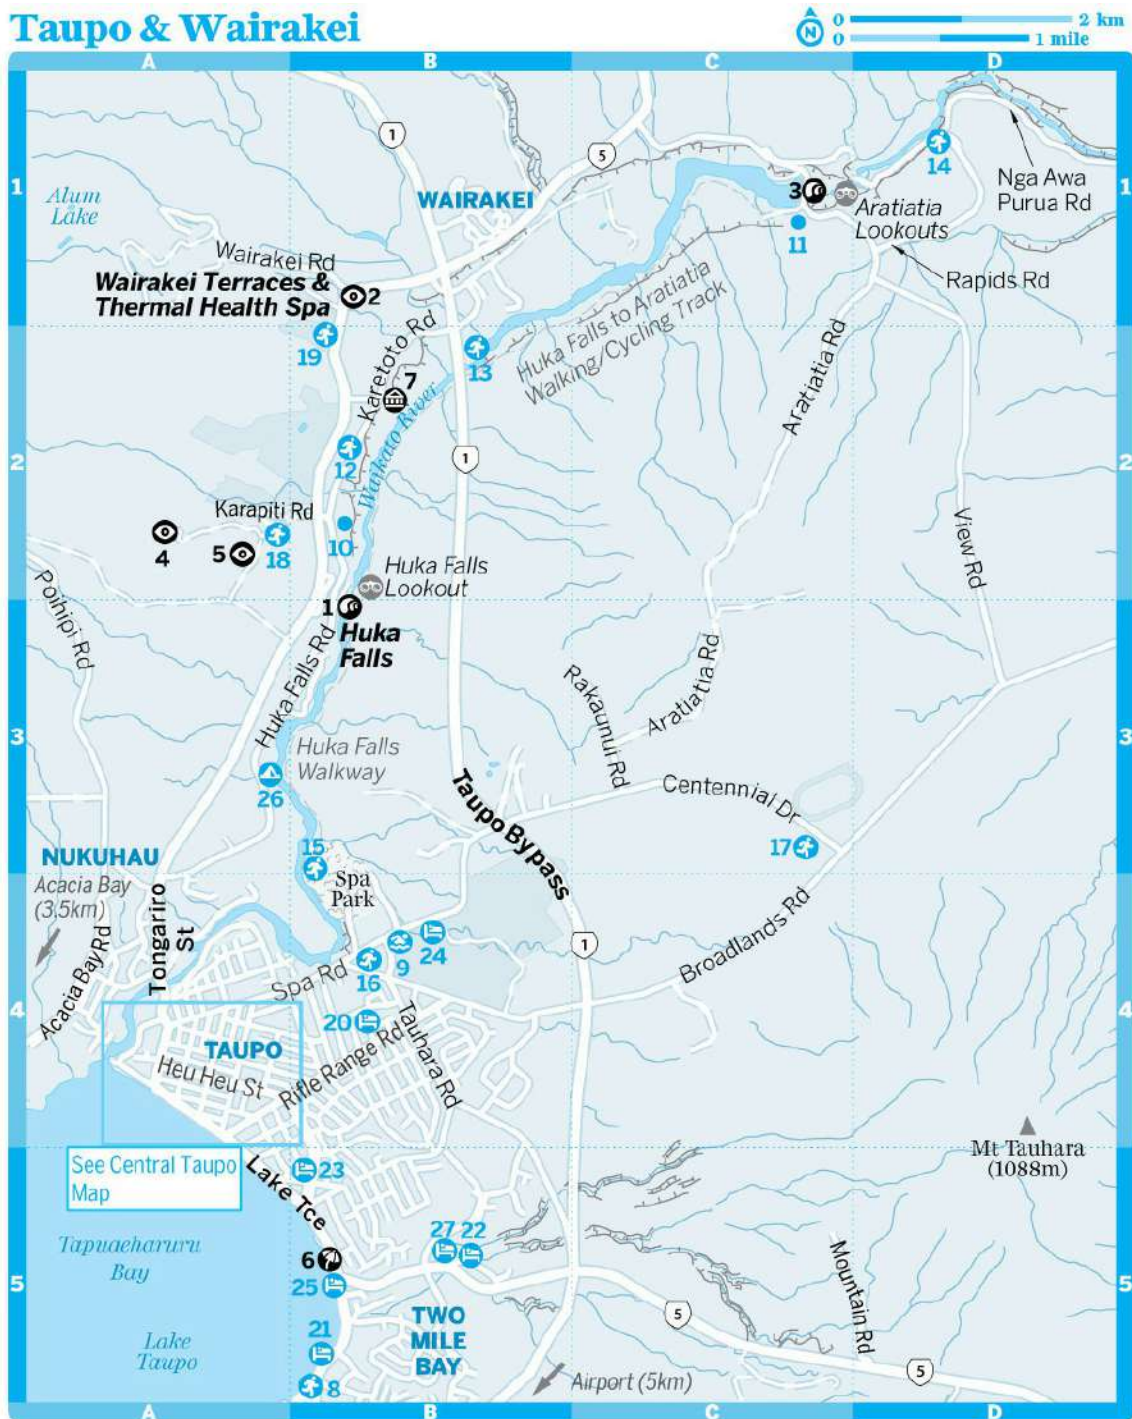 Taupo & Wairakei
N
0
2 km
0
1 mile
A
B
C
D
1
1
5
14
Nga Awa
Purua Rd
3
Alum
Lake
WAIRAKEI
Aratiatia
Lookouts
11
1
1
Wairakei Rd
Rapids Rd
Wairakei Terraces &
Thermal Health Spa
2
Huka Falls to Aratiatia
Walking/Cycling Track
Karetoto Rd
Aratiatia Rd
19
13
7
Waikato River
12
1
2
2
Karapiti Rd
4
5
18
10
View Rd
Huka Falls
Lookout
Poihipi Rd
1
Huka
Falls
Huka Falls Rd
Rakaunui Rd
Aratiatia Rd
3
3
Huka Falls
Walkway
26
Taupo Bypass
Centennial Dr
17
NUKUHAU
15
Acacia Bay
(3.5km)
Spa
Park
Tongariro
St
Broadlands Rd
1
24
9
16
Acacia Bay Rd
Spa Rd
4
4
20
Tauhara Rd
TAUPO
Heu Heu St
Rifle Range Rd
Mt Tauhara
(1088m)
See Central Taupo
Map
23
Lake Tce
Tapuaeharuru
Bay
27
22
6
25
Mountain Rd
5
5
TWO
MILE
BAY
5
21
Lake
Taupo
5
8
Airport (5km)
A
B
C
D